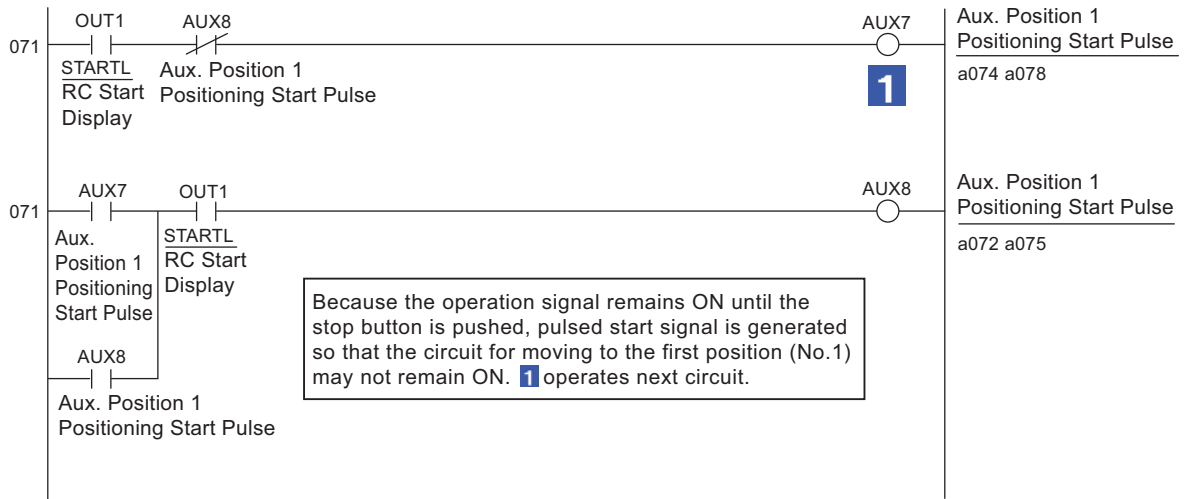 OUT1 AUX8 AUX7 Aux. Position 1
071 Positioning Start Pulse
STARTL Aux. Position 1 a074 a078
RC Start Positioning Start Pulse 1
Display
AUX7 OUT1 AUX8 Aux. Position 1
071 Positioning Start Pulse
Aux. STARTL a072 a075
Position 1 RC Start
Positioning Display
Start Pulse
Because the operation signal remains ON until the
stop button is pushed, pulsed start signal is generated
so that the circuit for moving to the first position (No.1)
may not remain ON. 1 operates next circuit.
AUX8
Aux. Position 1
Positioning Start Pulse